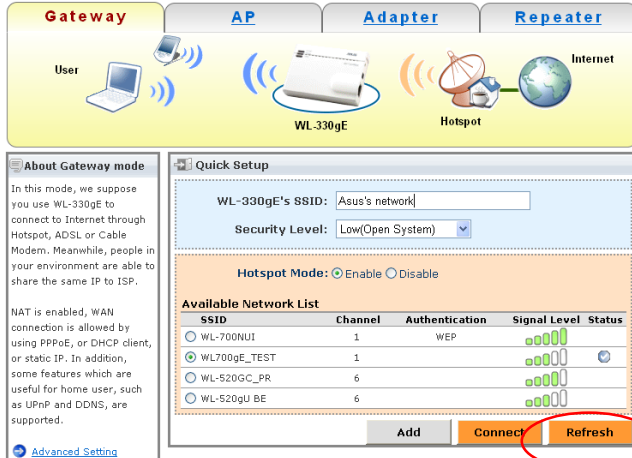 Gateway
AP
Adapter
Repeater
User
WL-330gE
Hotspot
Internet
About Gateway mode
In this mode, we suppose
you use WL-330gE to
connect to Internet through
Hotspot, ADSL or Cable
Modem. Meanwhile, people in
your environment are able to
share the same IP to ISP.
NAT is enabled, WAN
connection is allowed by
using PPPoE, or DHCP client,
or static IP. In addition,
some features which are
useful for home user, such
as UPnP and DDNS, are
supported.
Advanced Setting
Quick Setup
WL-330gE's SSID: Asus's network
Security Level: Low(Open System)
Hotspot Mode: Enable Disable
Available Network List
SSID Channel Authentication Signal Level Status
WL-700NUI 1 WEP
WL700gE_TEST 1
WL-520GC_PR 6
WL-520gU BE 6
Add Connect Refresh